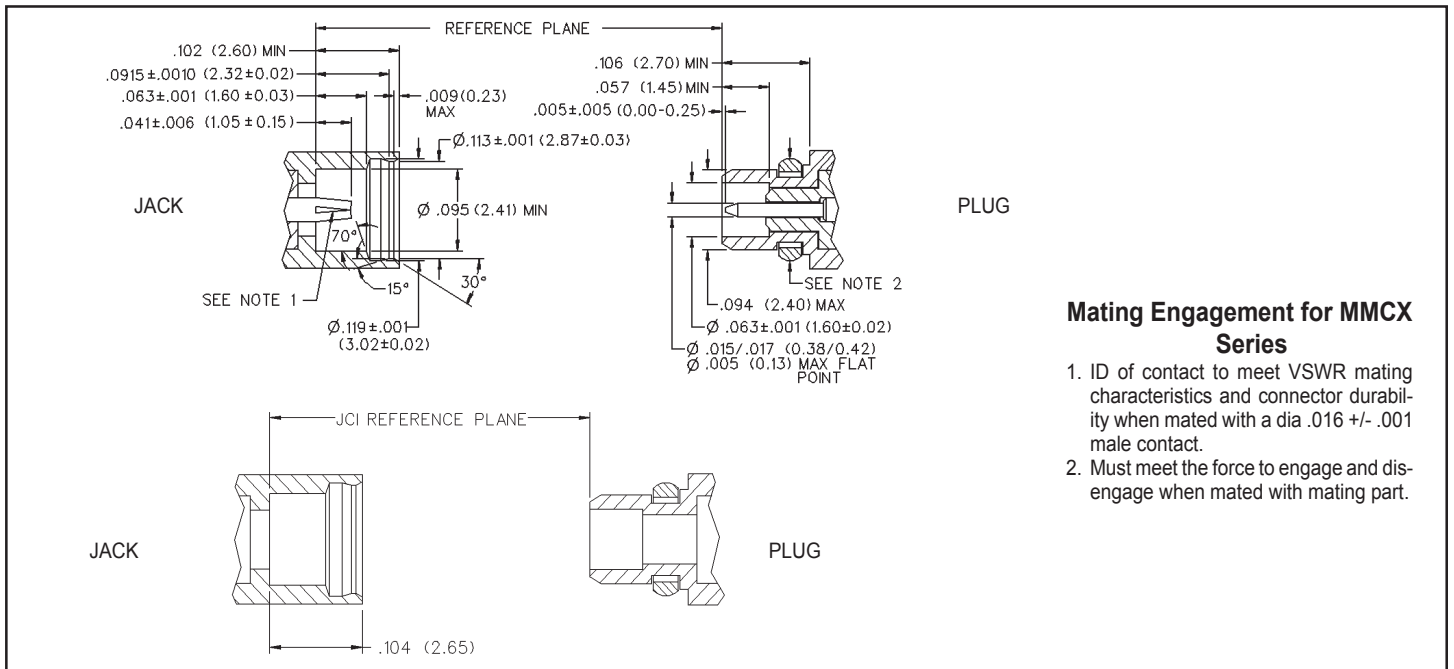 REFERENCE PLANE
.102 (2.60) MIN
.0915±.0010 (2.32±0.02)
.063±.001 (1.60±0.03)
.041±.006 (1.05±0.15)
.009(0.23)
MAX
Ø.113±.001 (2.87±0.03)
Ø .095 (2.41) MIN
70°
15°
30°
JACK
SEE NOTE 1
Ø.119±.001
(3.02±0.02)
.106 (2.70) MIN
.057 (1.45) MIN
.005±.005 (0.00-0.25)
PLUG
SEE NOTE 2
.094 (2.40) MAX
Ø .063±.001 (1.60±0.02)
Ø .015/.017 (0.38/0.42)
Ø .005 (0.13) MAX FLAT
POINT
Mating Engagement for MMCX
Series
1. ID of contact to meet VSWR mating
characteristics and connector durabil-
ity when mated with a dia .016 +/- .001
male contact.
2. Must meet the force to engage and dis-
engage when mated with mating part.
JCI REFERENCE PLANE
JACK
PLUG
.104 (2.65)